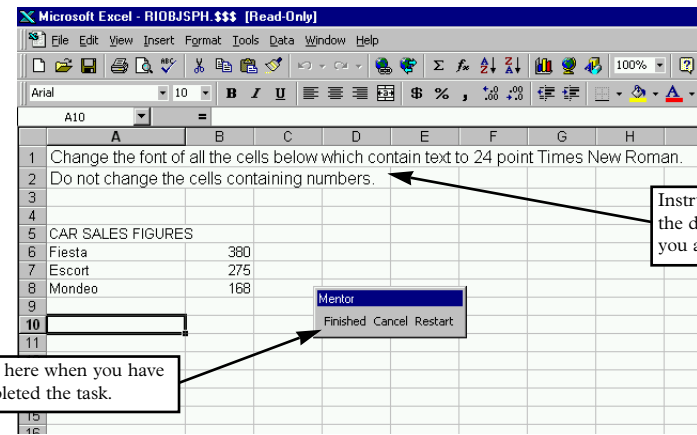 Microsoft Excel - RIOBJSPH.$$$ [Read-Only]
File Edit View Insert Format Tools Data Window Help
100%
Arial 10 B I U $ % ,
A10 =
A B C D E F G H
1 Change the font of all the cells below which contain text to 24 point Times New Roman.
2 Do not change the cells containing numbers.
3
4
5 CAR SALES FIGURES
6 Fiesta 380
7 Escort 275
8 Mondeo 168
9
10
11
15
16
Mentor
Finished Cancel Restart
the
you
here when you have
the task.